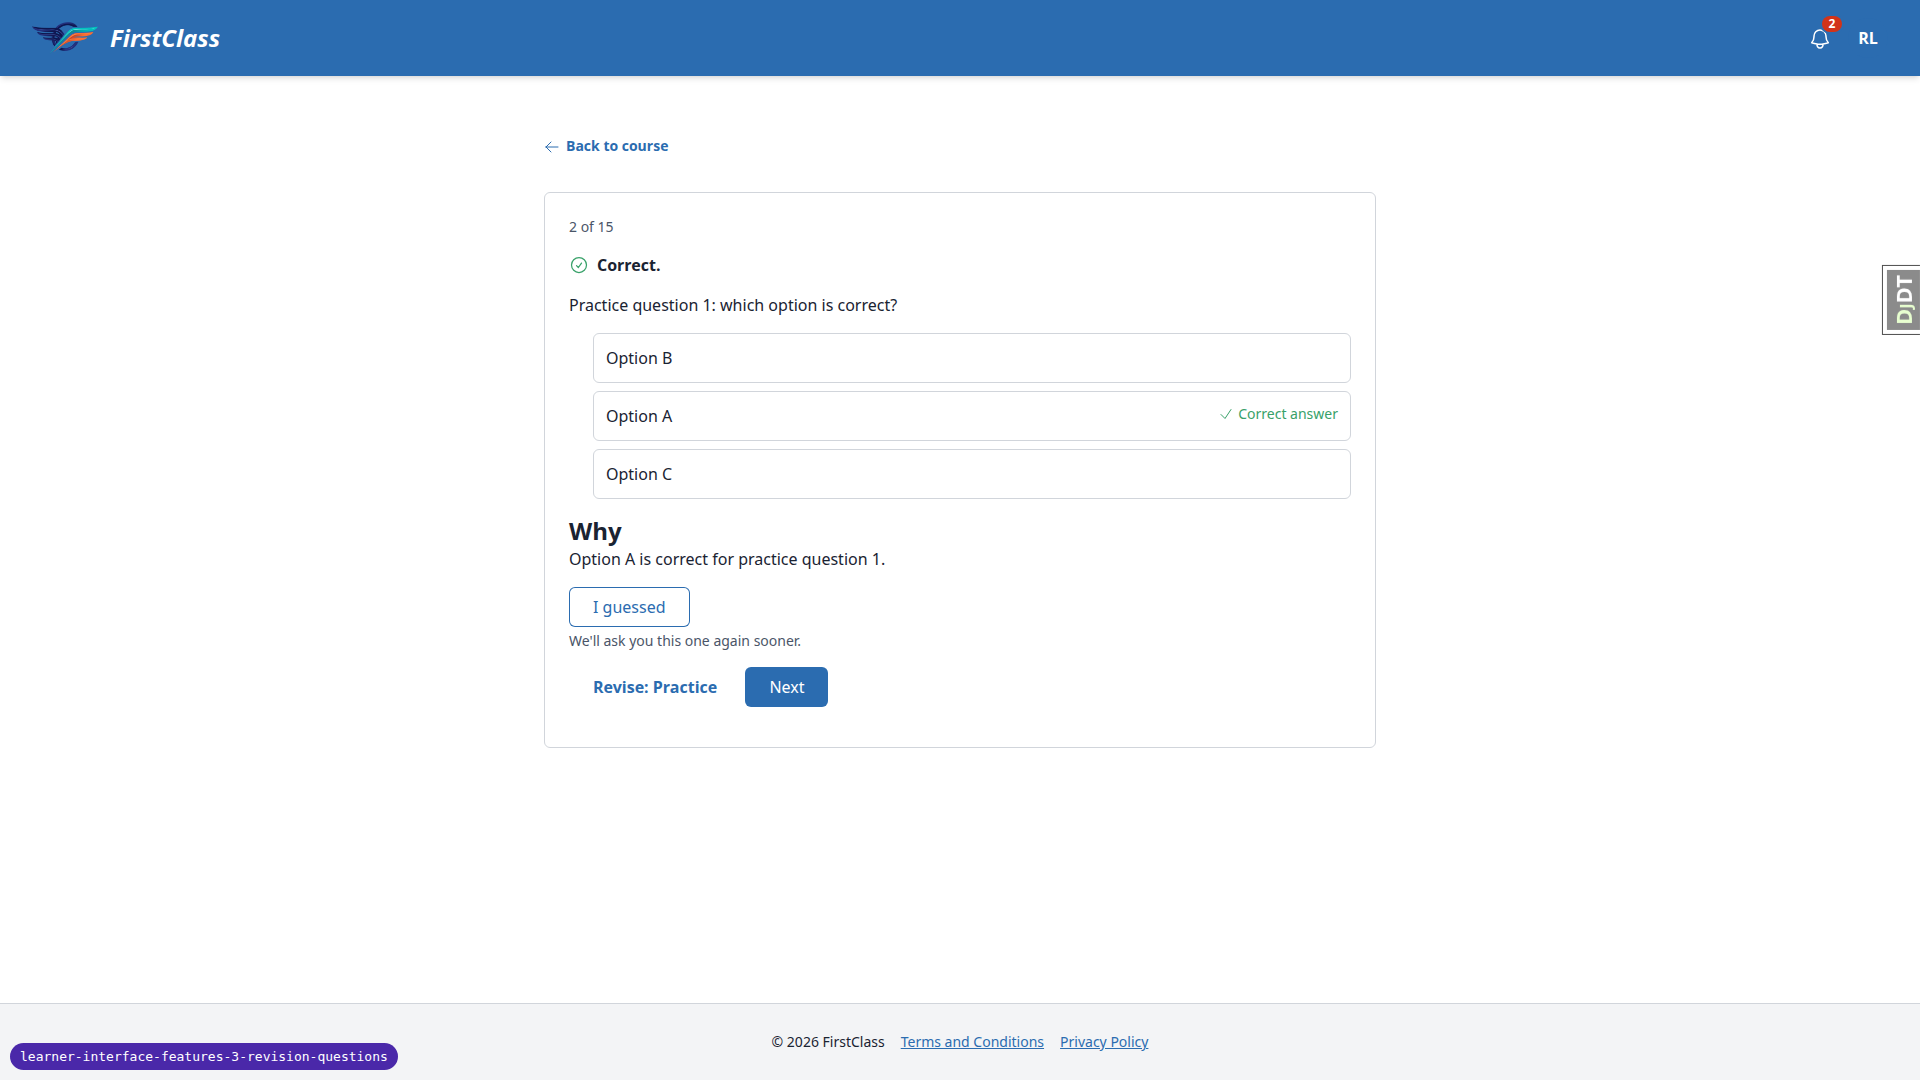 FirstClass
2
RL
Back to course
2 of 15
Correct.
Practice question 1: which option is correct?
Option B
Option A
Correct answer
Option C
Why
Option A is correct for practice question 1.
I guessed
We'll ask you this one again sooner.
Revise: Practice
Next
DJDT
© 2026 FirstClass Terms and Conditions Privacy Policy
learner-interface-features-3-revision-questions